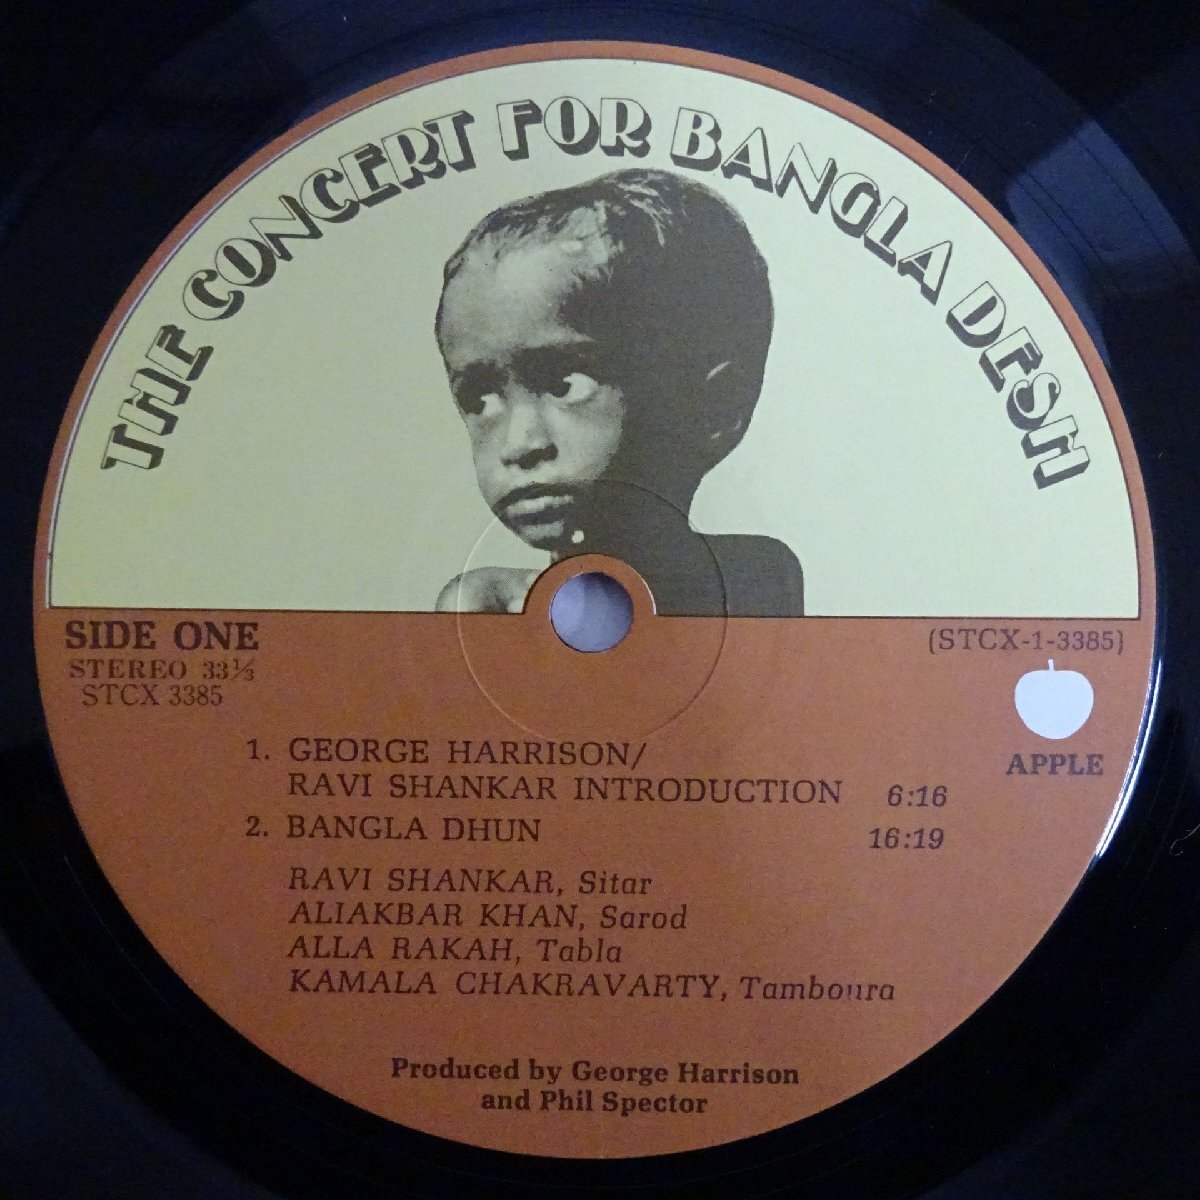 THE CONCERT FOR BANGLA DESH
SIDE ONE
STEREO 33⅓
STCX 3385
(STCX-1-3385)
APPLE
1. GEORGE HARRISON/
RAVI SHANKAR INTRODUCTION 6:16
2. BANGLA DHUN 16:19
RAVI SHANKAR, Sitar
ALIAKBAR KHAN, Sarod
ALLA RAKAH, Tabla
KAMALA CHAKRAVARTY, Tamboura
Produced by George Harrison
and Phil Spector